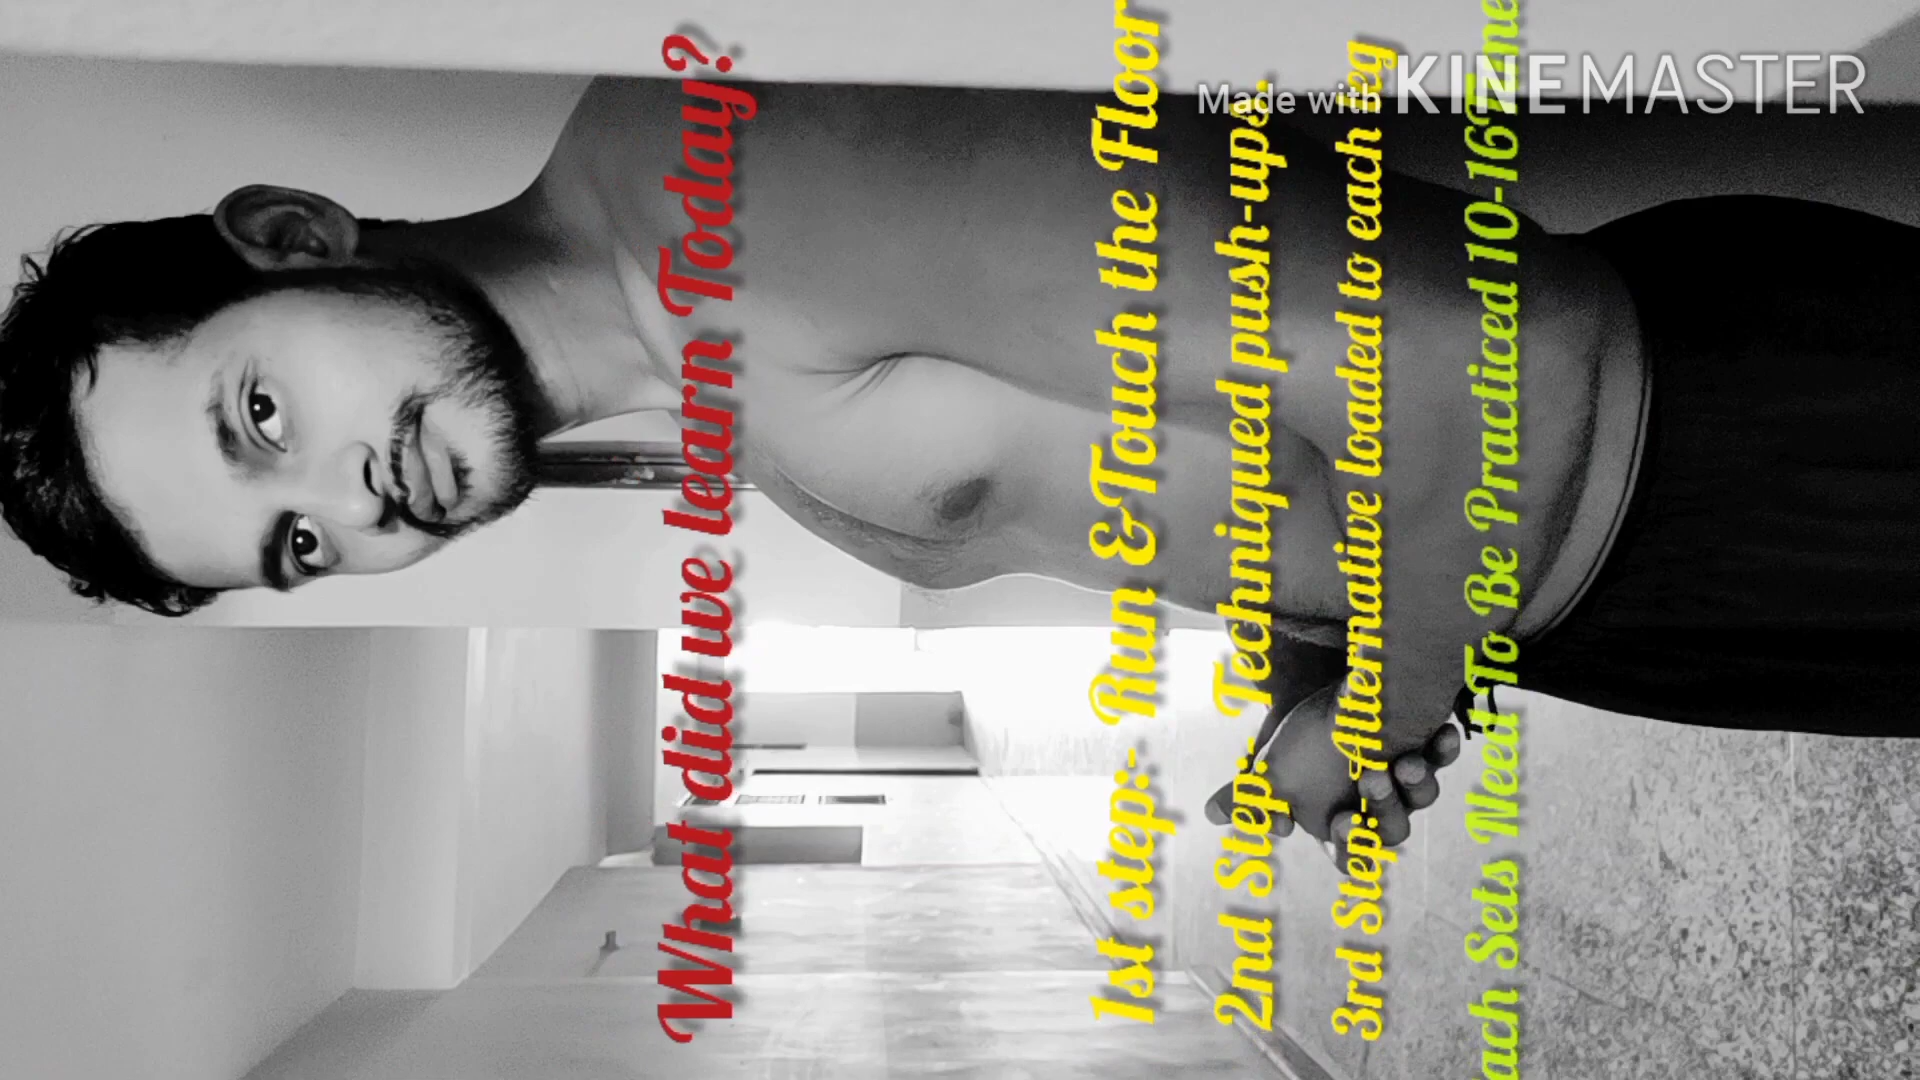 What did we learn Today?
1st step:- Run &Touch the Floor
2nd Step:- Techniqued push-ups.
3rd Step:- Alternative loaded to each leg
ach Sets Need To Be Practiced 10-16
Made with KINEMASTER